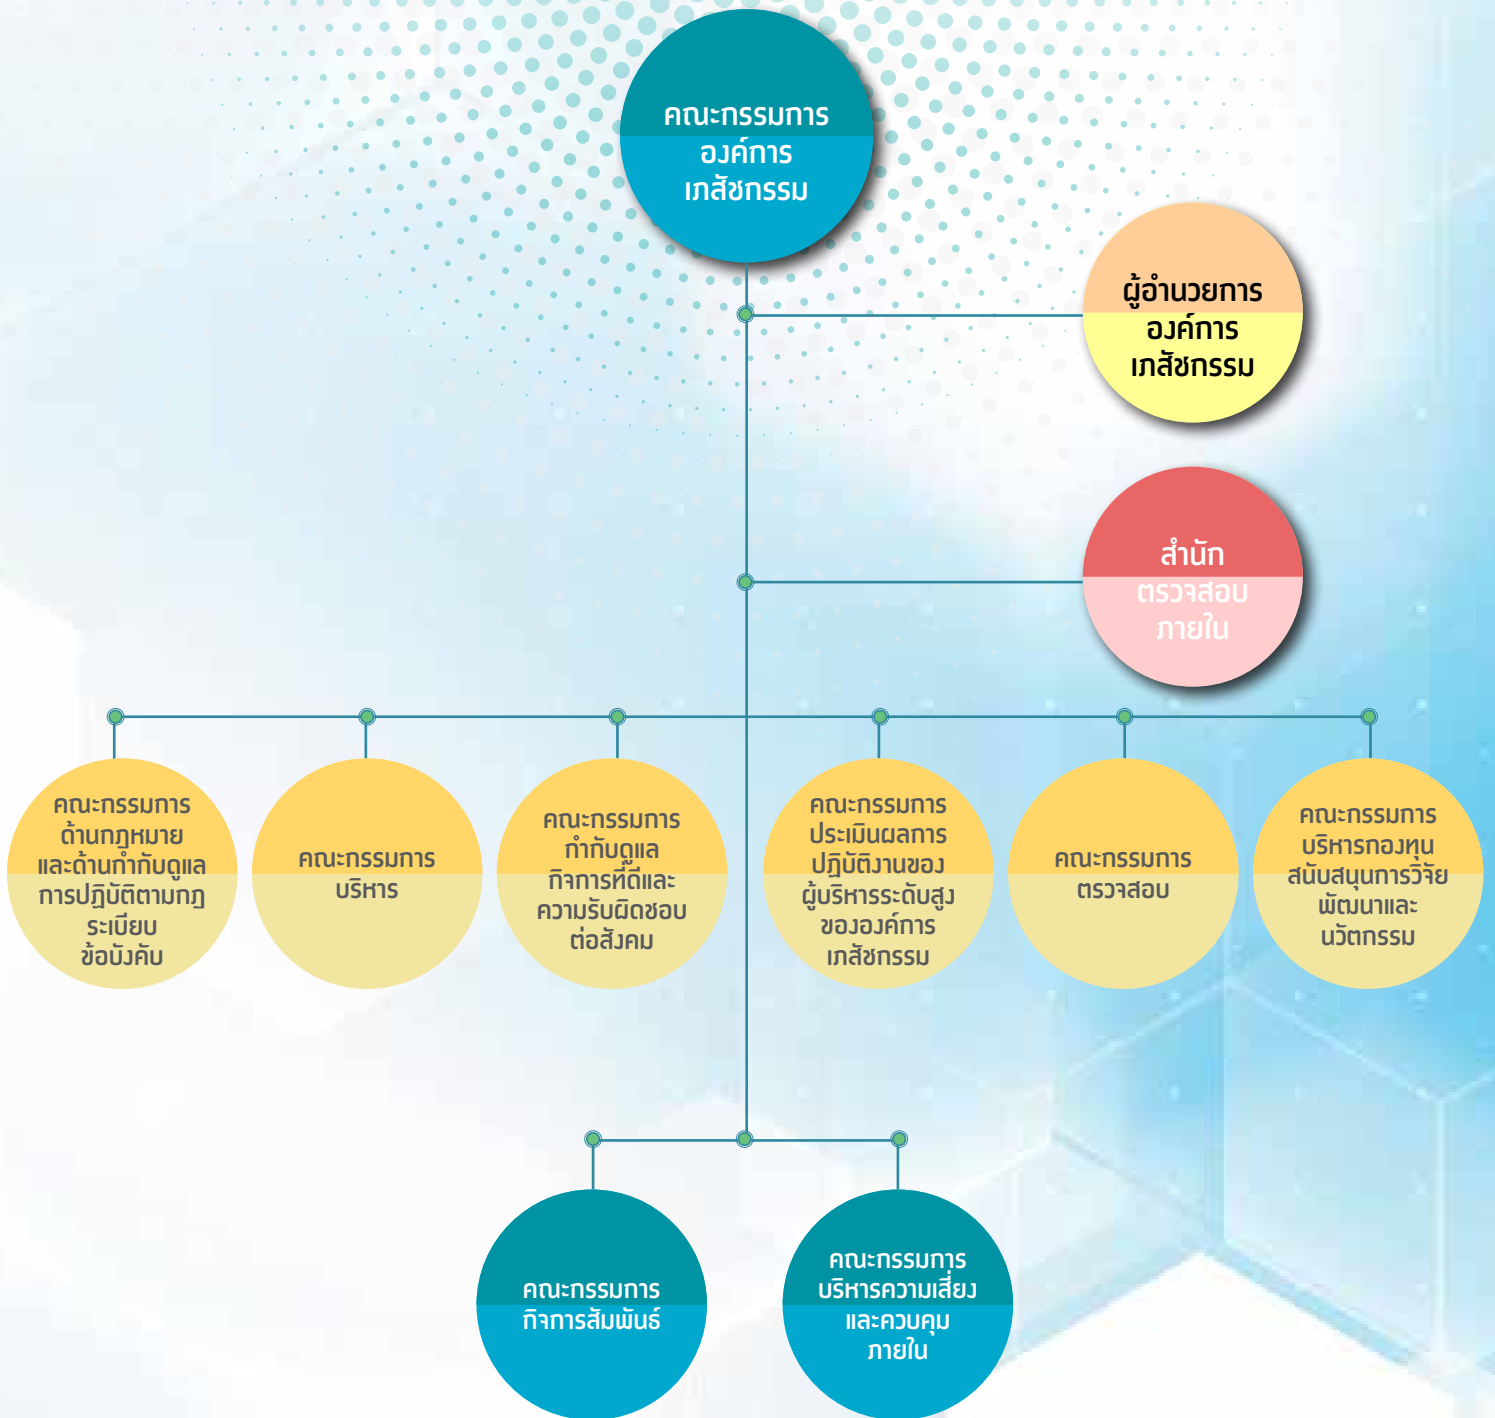 คณะกรรมการ
องค์การ
เภสัชกรรม
ผู้อำนวยการ
องค์การ
เภสัชกรรม
สำนัก
ตรวจสอบ
ภายใน
คณะกรรมการ
ด้านกฎหมาย
และด้านกำกับดูแล
การปฏิบัติตามกฎ
ระเบียบ
ข้อบังคับ
คณะกรรมการ
บริหาร
คณะกรรมการ
กำกับดูแล
กิจการที่ดีและ
ความรับผิดชอบ
ต่อสังคม
คณะกรรมการ
ประเมินผลการ
ปฏิบัติงานของ
ผู้บริหารระดับสูง
ขององค์การ
เภสัชกรรม
คณะกรรมการ
ตรวจสอบ
คณะกรรมการ
บริหารกองทุน
สนับสนุนการวิจัย
พัฒนาและ
นวัตกรรม
คณะกรรมการ
กิจการสัมพันธ์
คณะกรรมการ
บริหารความเสี่ยง
และควบคุม
ภายใน